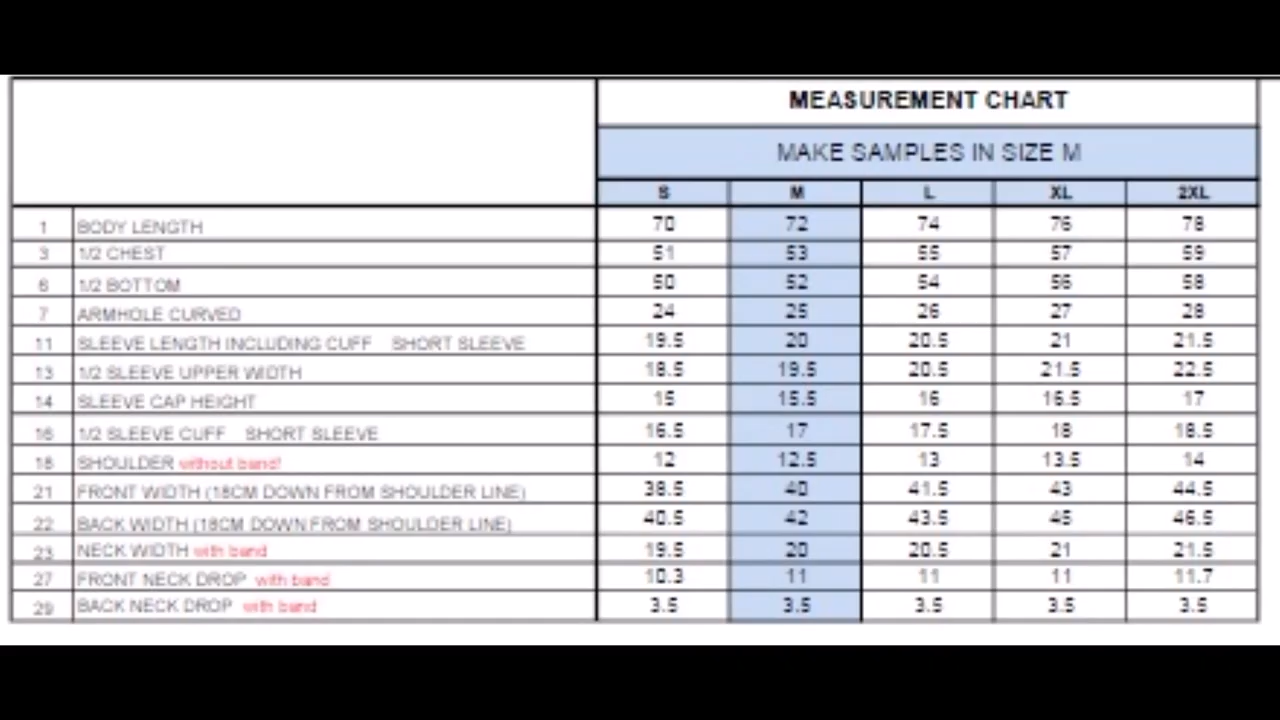 MEASUREMENT CHART
MAKE SAMPLES IN SIZE M
S M L XL 2XL
1 BODY LENGTH 70 72 74 76 78
3 1/2 CHEST 51 53 55 57 59
6 1/2 BOTTOM 50 52 54 56 58
7 ARMHOLE CURVED 24 25 26 27 28
11 SLEEVE LENGTH INCLUDING CUFF SHORT SLEEVE 19.5 20 20.5 21 21.5
13 1/2 SLEEVE UPPER WIDTH 18.5 19.5 20.5 21.5 22.5
14 SLEEVE CAP HEIGHT 15 15.5 16 16.5 17
16 1/2 SLEEVE CUFF SHORT SLEEVE 16.5 17 17.5 18 18.5
18 SHOULDER without band! 12 12.5 13 13.5 14
21 FRONT WIDTH (18CM DOWN FROM SHOULDER LINE) 38.5 40 41.5 43 44.5
22 BACK WIDTH (18CM DOWN FROM SHOULDER LINE) 40.5 42 43.5 45 46.5
23 NECK WIDTH with band 19.5 20 20.5 21 21.5
27 FRONT NECK DROP with band 10.3 11 11 11 11.7
29 BACK NECK DROP with band 3.5 3.5 3.5 3.5 3.5